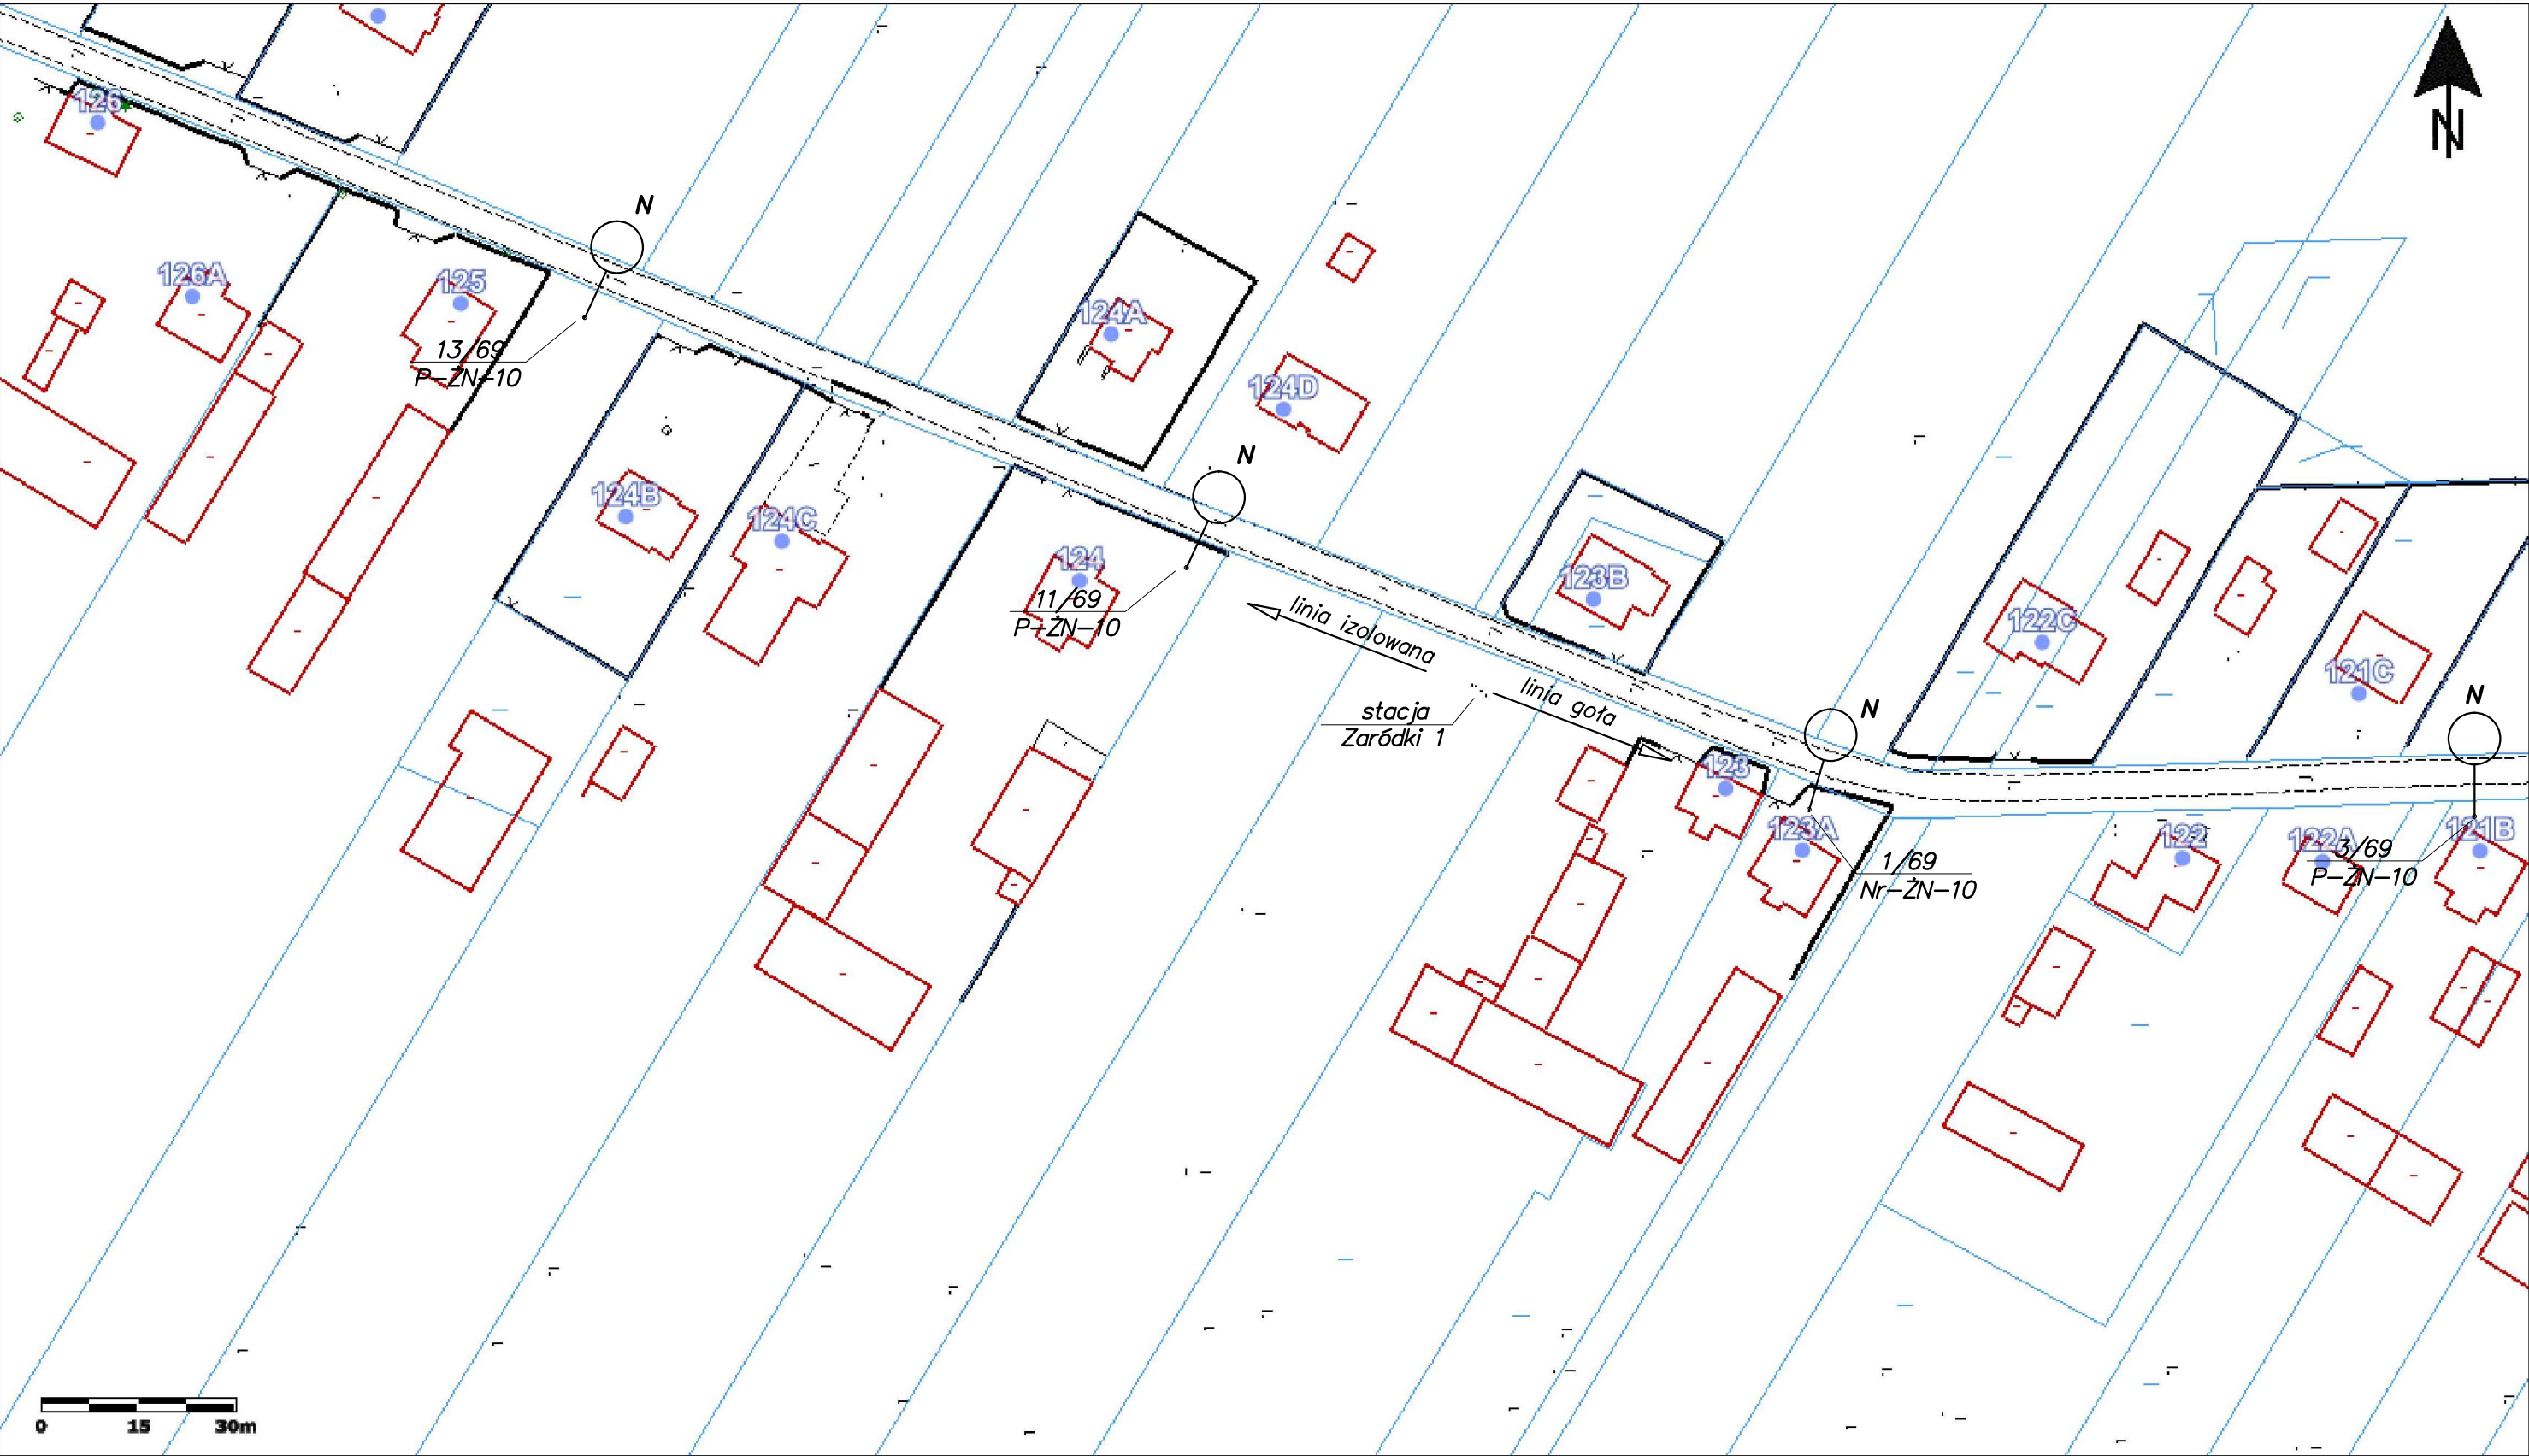 N
126
N
126A
125
13/69
P-ŻN-10
124A
124D
N
124B
124C
124
11/69
P-ŻN-10
123B
linia izolowana
122C
121C
linia goła
stacja
Zaródki 1
N
N
123
123A
122
122A
121B
3/69
P-ŻN-10
1/69
Nr-ŻN-10
0 15 30m